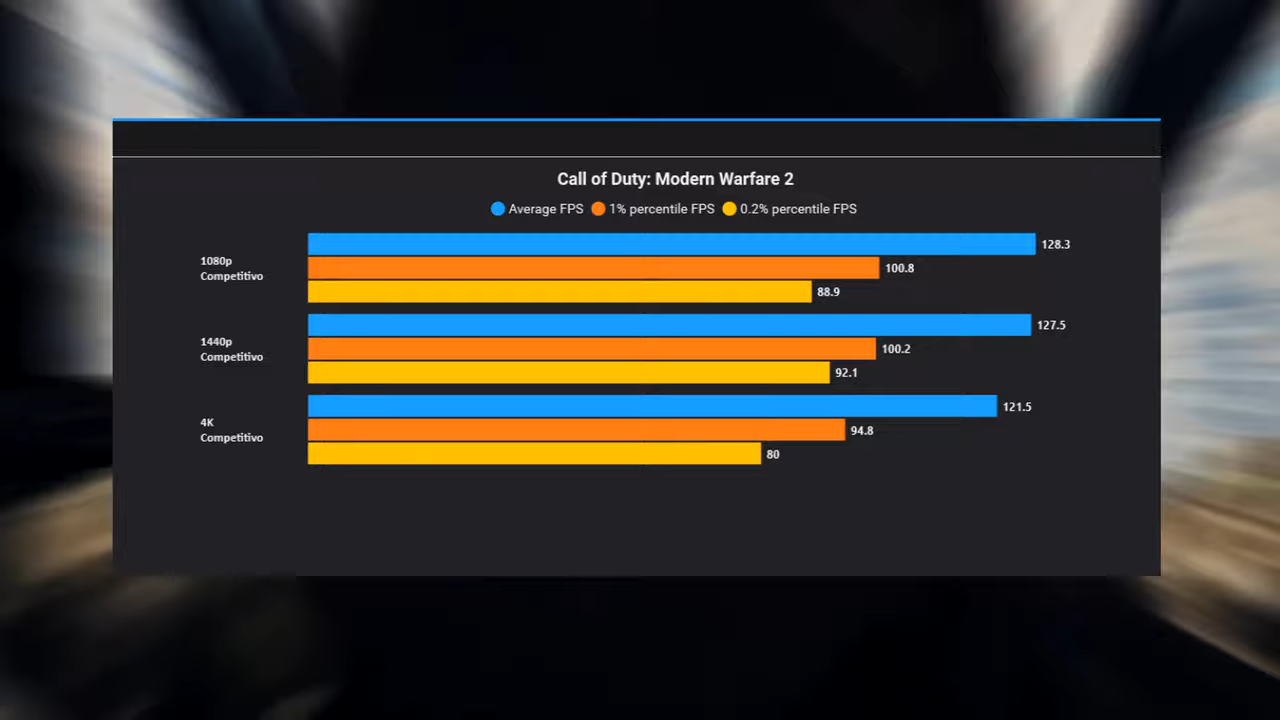 Call of Duty: Modern Warfare 2
Average FPS 1% percentile FPS 0.2% percentile FPS
1080p
Competitivo
128.3
100.8
88.9
1440p
Competitivo
127.5
100.2
92.1
4K
Competitivo
121.5
94.8
80